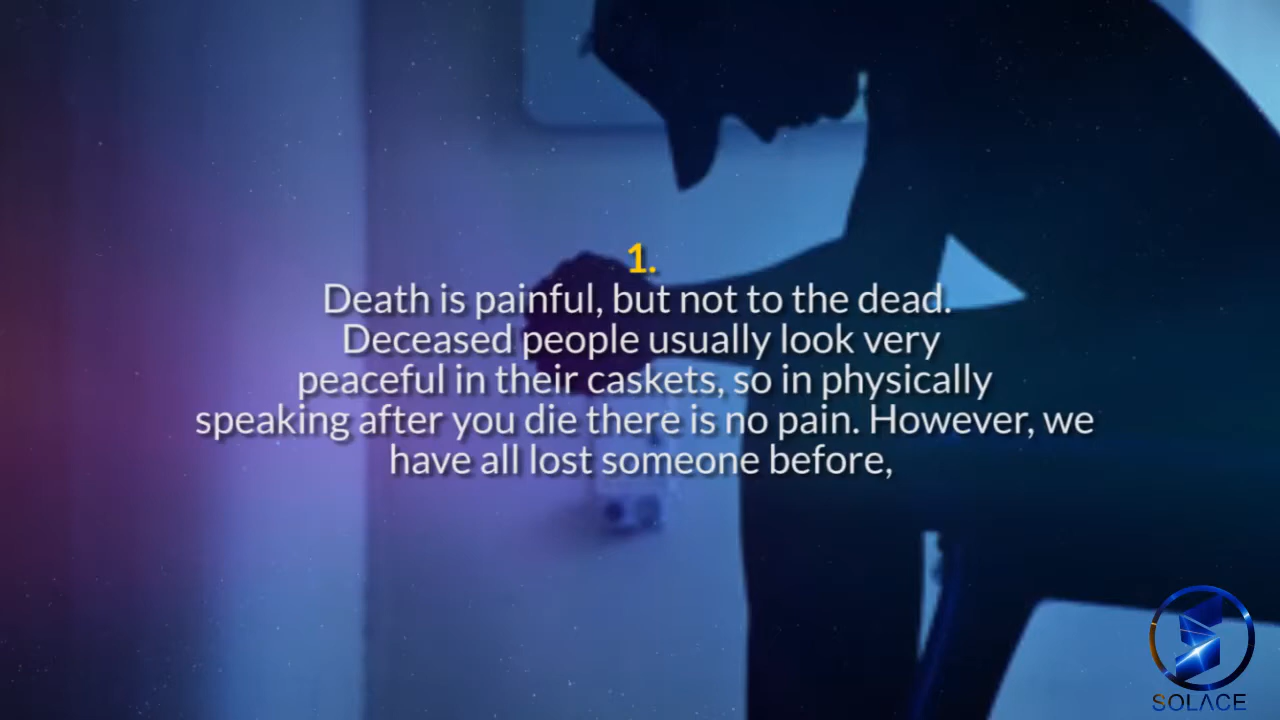 1.
Death is painful, but not to the dead.
Deceased people usually look very
peaceful in their caskets, so in physically
speaking after you die there is no pain. However, we
have all lost someone before,
SOLACE